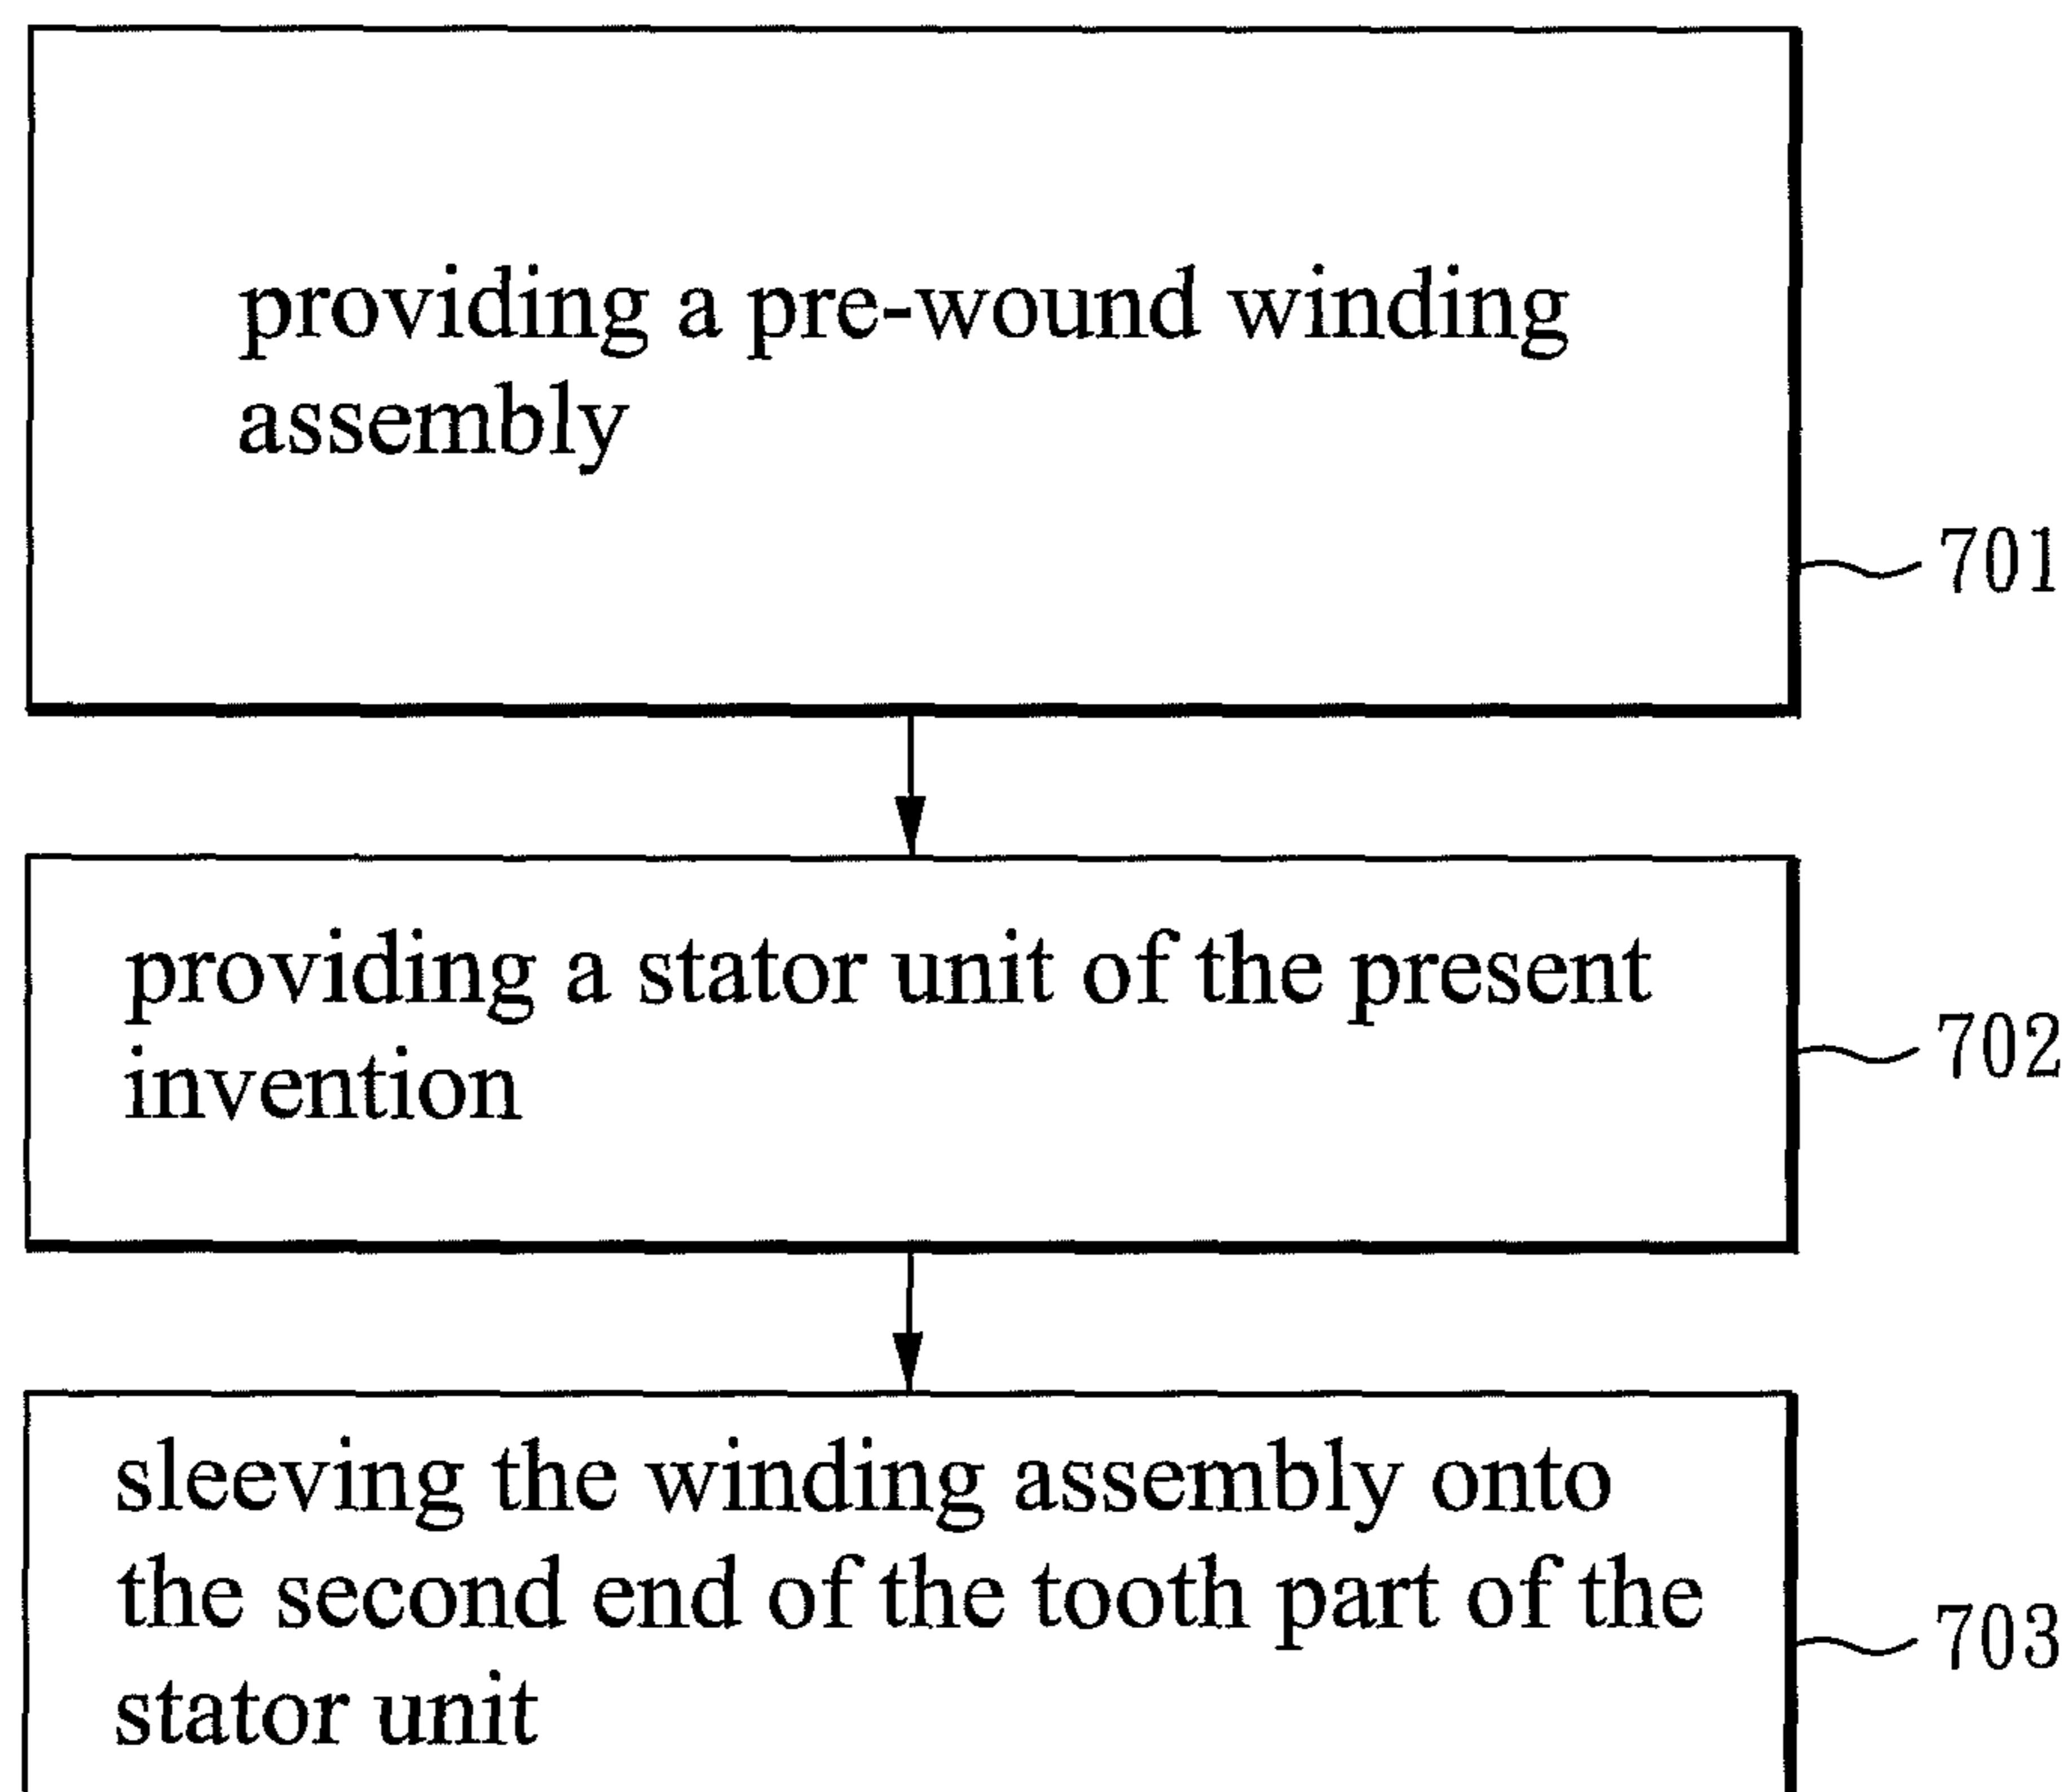 providing a pre-wound winding
assembly
701
providing a stator unit of the present
invention
702
sleeving the winding assembly onto
the second end of the tooth part of the
stator unit
703